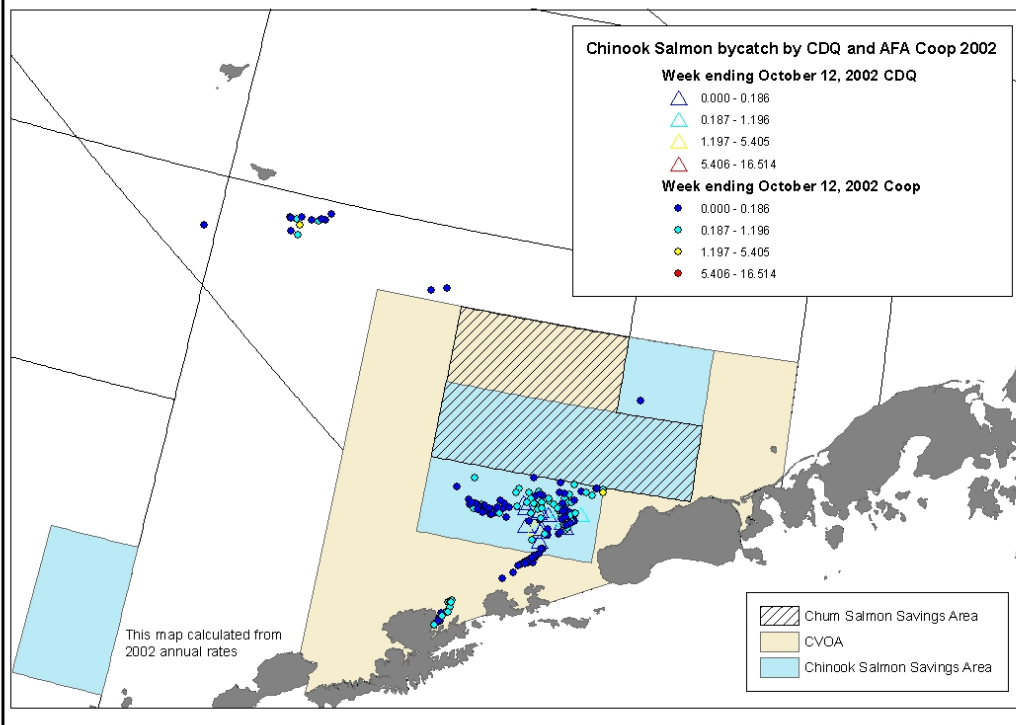 Chinook Salmon bycatch by CDQ and AFA Coop 2002
Week ending October 12, 2002 CDQ
0.000 - 0.186
0.187 - 1.196
1.197 - 5.405
5.406 - 16.514
Week ending October 12, 2002 Coop
0.000 - 0.186
0.187 - 1.196
1.197 - 5.405
5.406 - 16.514
This map calculated from
2002 annual rates
Chum Salmon Savings Area
CVOA
Chinook Salmon Savings Area